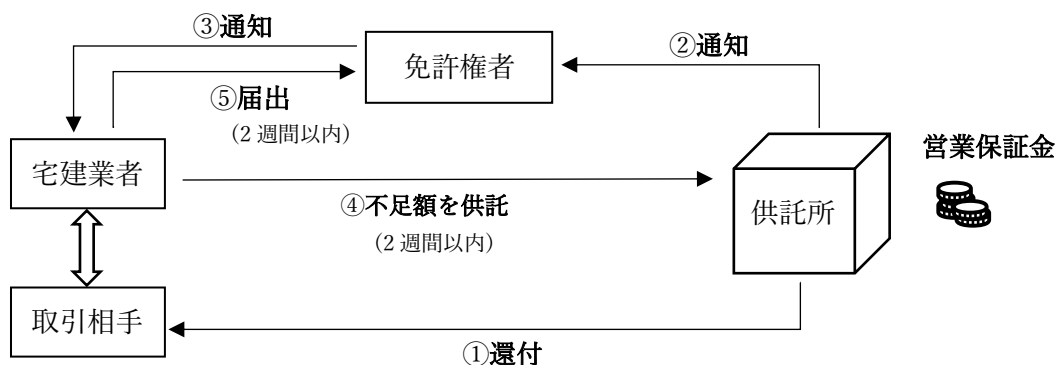 ③通知
②通知
免許権者
⑤届出
（2 週間以内）
営業保証金
宅建業者
④不足額を供託
（2 週間以内）
供託所
取引相手
①還付